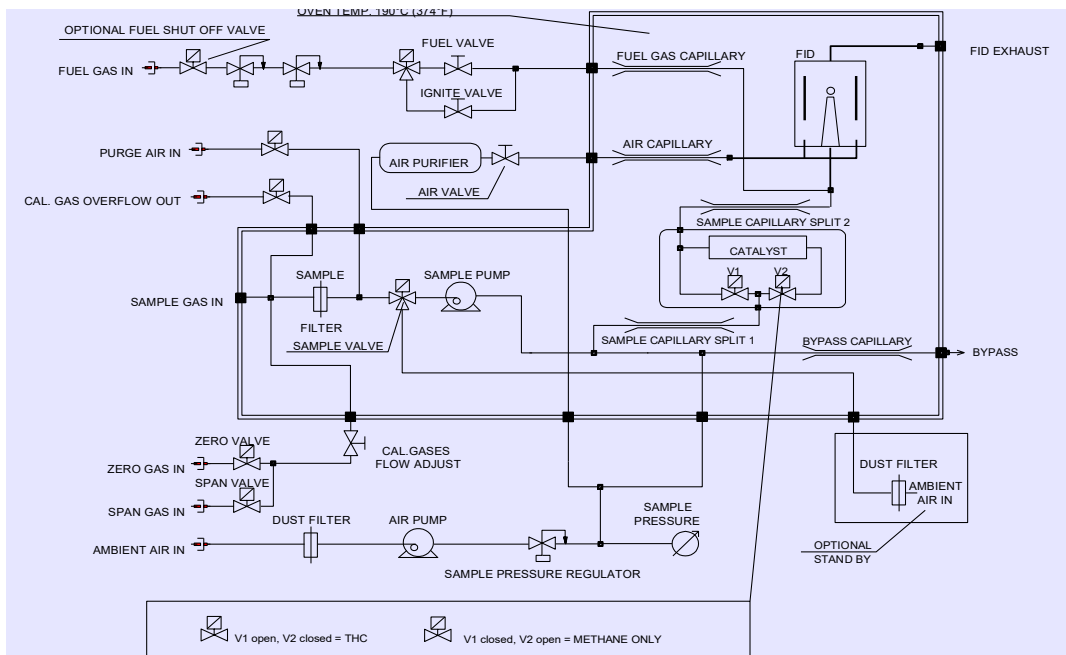 OVEN TEMP. 190°C (374°F)
OPTIONAL FUEL SHUT OFF VALVE
FUEL VALVE
FUEL GAS CAPILLARY
FID
FID EXHAUST
FUEL GAS IN
IGNITE VALVE
PURGE AIR IN
AIR PURIFIER
AIR CAPILLARY
AIR VALVE
CAL. GAS OVERFLOW OUT
SAMPLE CAPILLARY SPLIT 2
CATALYST
V1
V2
SAMPLE
SAMPLE PUMP
SAMPLE GAS IN
FILTER
SAMPLE VALVE
SAMPLE CAPILLARY SPLIT 1
BYPASS CAPILLARY
BYPASS
ZERO VALVE
CAL.GASES
FLOW ADJUST
ZERO GAS IN
SPAN VALVE
SPAN GAS IN
DUST FILTER
AMBIENT
AIR IN
DUST FILTER
AIR PUMP
SAMPLE
PRESSURE
AMBIENT AIR IN
OPTIONAL
STAND BY
SAMPLE PRESSURE REGULATOR
V1 open, V2 closed = THC
V1 closed, V2 open = METHANE ONLY